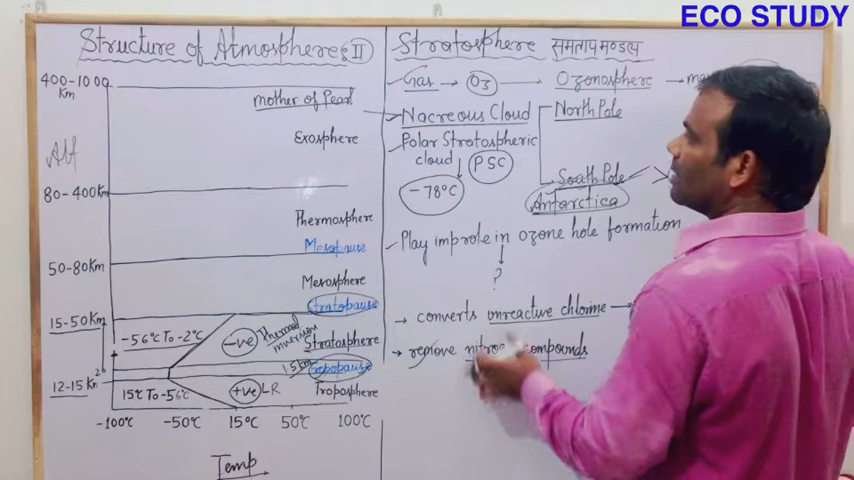 ECO STUDY
Structure of Atmosphere: II
400-1000
Km
mother of Pearl
Exosphere
Alt
80-400Km
Thermosphere
Mesopause
50-80Km
Mesosphere
Stratopause
15-50Km
-56°C To -2°C
-ve
Thermal
inversion
Stratosphere
1.5 km
Tropopause
12-15 Km
15°C To -56°C
+ve LR
Troposphere
-100°C -50°C 15°C 50°C 100°C
Temp
Stratosphere समताप मण्डल
Gas → O3 → Ozonosphere →
Nacreous Cloud
North Pole
Polar Stratospheric
cloud
PSC
-78°C
South Pole
Antarctica
Play imp role in ozone hole formation
?
→ converts unreactive chlorine →
→ remove compounds